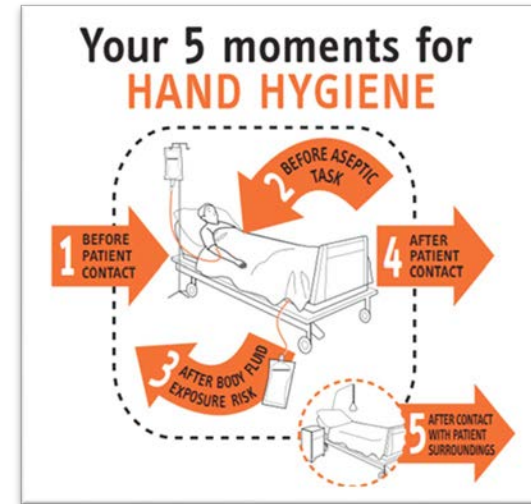 Your 5 moments for
HAND HYGIENE
1 BEFORE
PATIENT
CONTACT
2 BEFORE ASEPTIC
TASK
3 AFTER BODY FLUID
EXPOSURE RISK
4 AFTER
PATIENT
CONTACT
5 AFTER CONTACT
WITH PATIENT
SURROUNDINGS